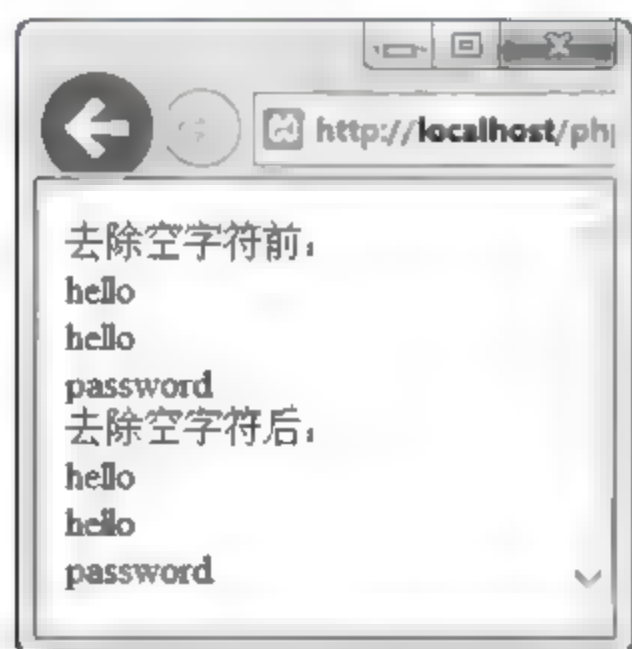 http://localhost/php
去除空字符前:
hello
hello
password
去除空字符后:
hello
hello
password